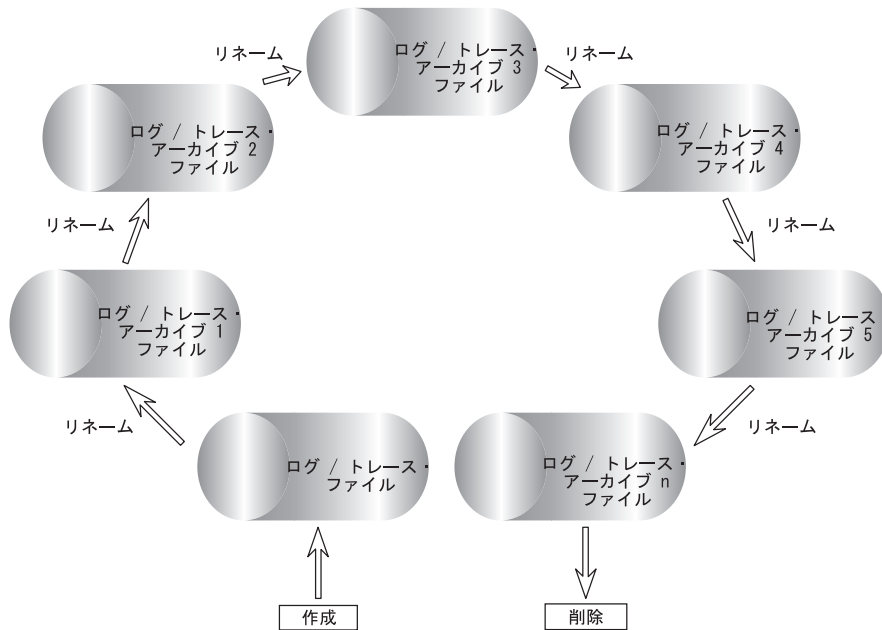 リネーム
ログ / トレース・
アーカイブ 3
ファイル
リネーム
ログ / トレース・
アーカイブ 2
ファイル
ログ / トレース・
アーカイブ 4
ファイル
リネーム
リネーム
ログ / トレース・
アーカイブ 1
ファイル
ログ / トレース
アーカイブ 5
ファイル
リネーム
リネーム
ログ / トレース・
ファイル
ログ / トレース・
アーカイブ n
ファイル
作成
削除